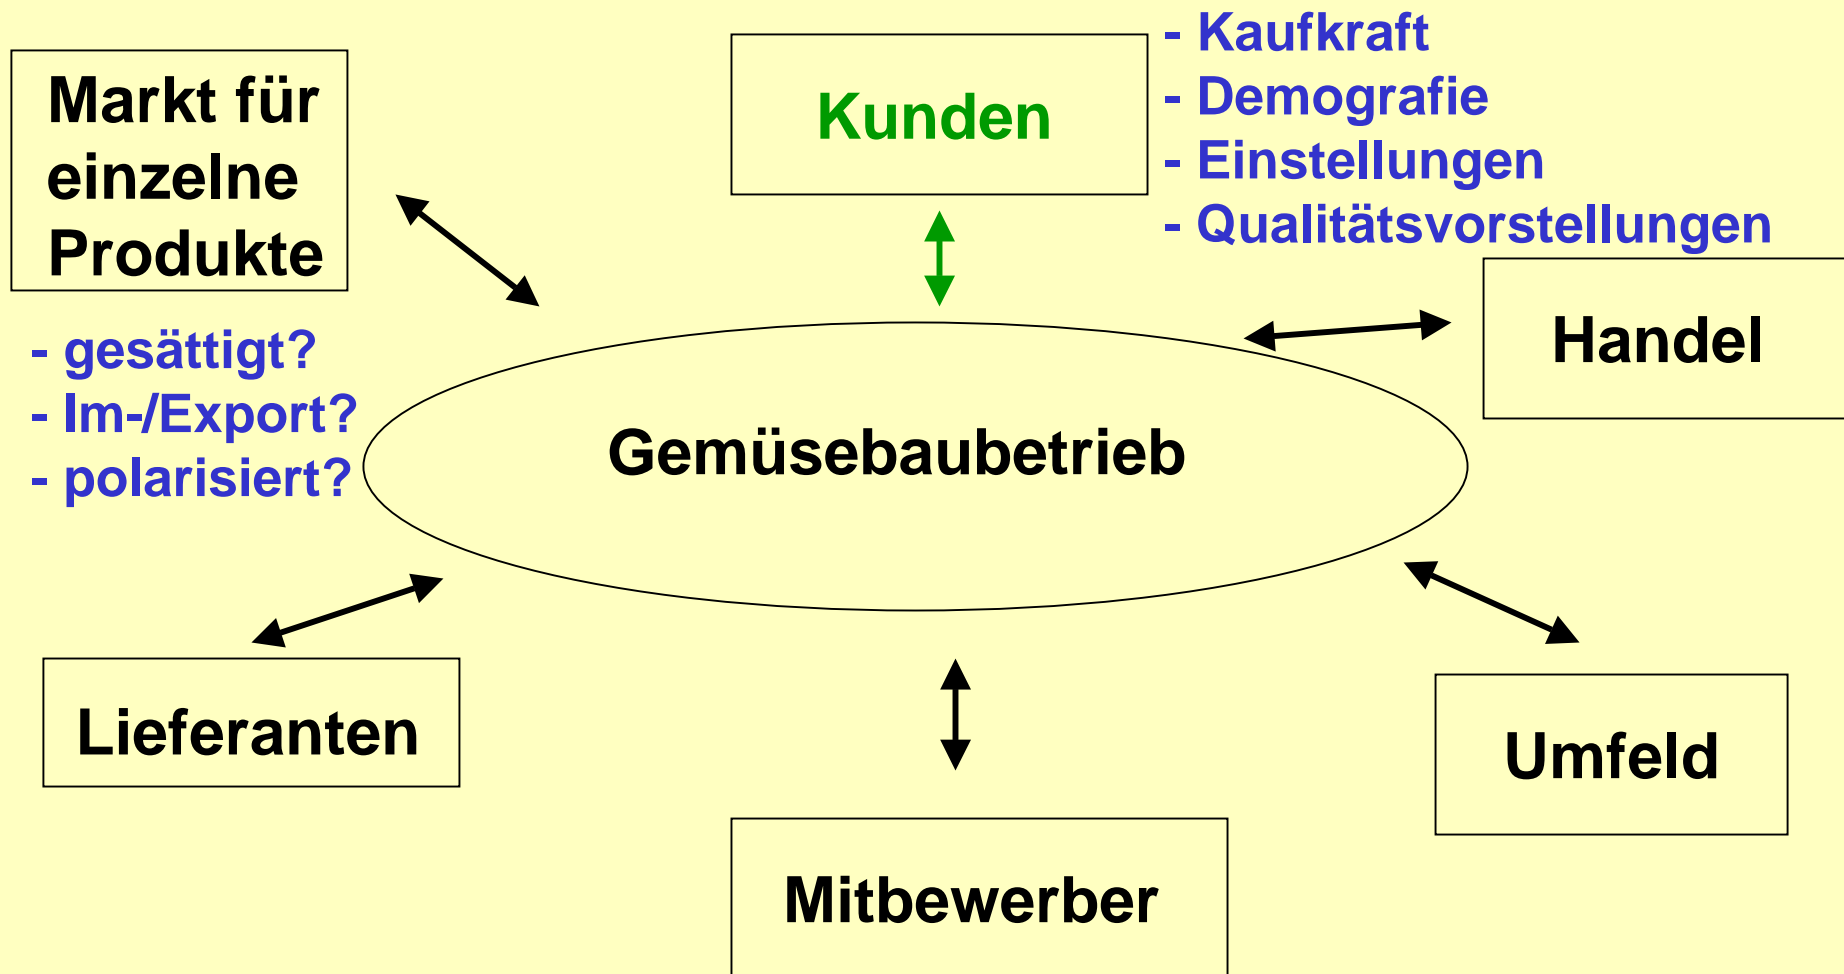 Markt für
einzelne
Produkte
- gesättigt?
- Im-/Export?
- polarisiert?
Kunden
- Kaufkraft
- Demografie
- Einstellungen
- Qualitätsvorstellungen
Handel
Gemüsebaubetrieb
Lieferanten
Mitbewerber
Umfeld